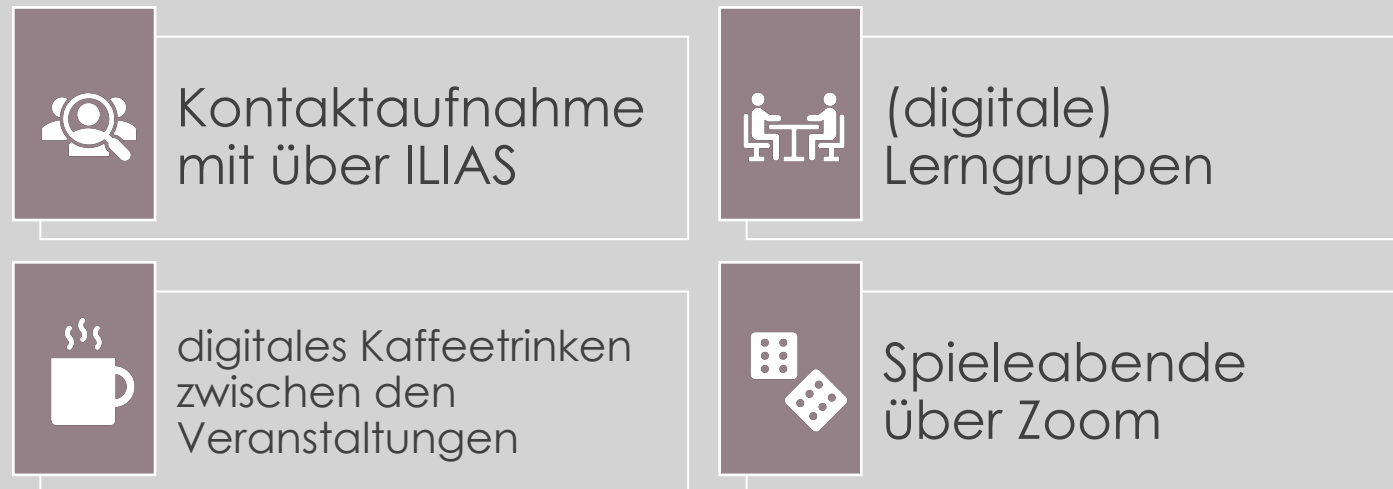 Kontaktaufnahme
mit über ILIAS
(digitale)
Lerngruppen
digitales Kaffeetrinken
zwischen den
Veranstaltungen
Spieleabende
über Zoom